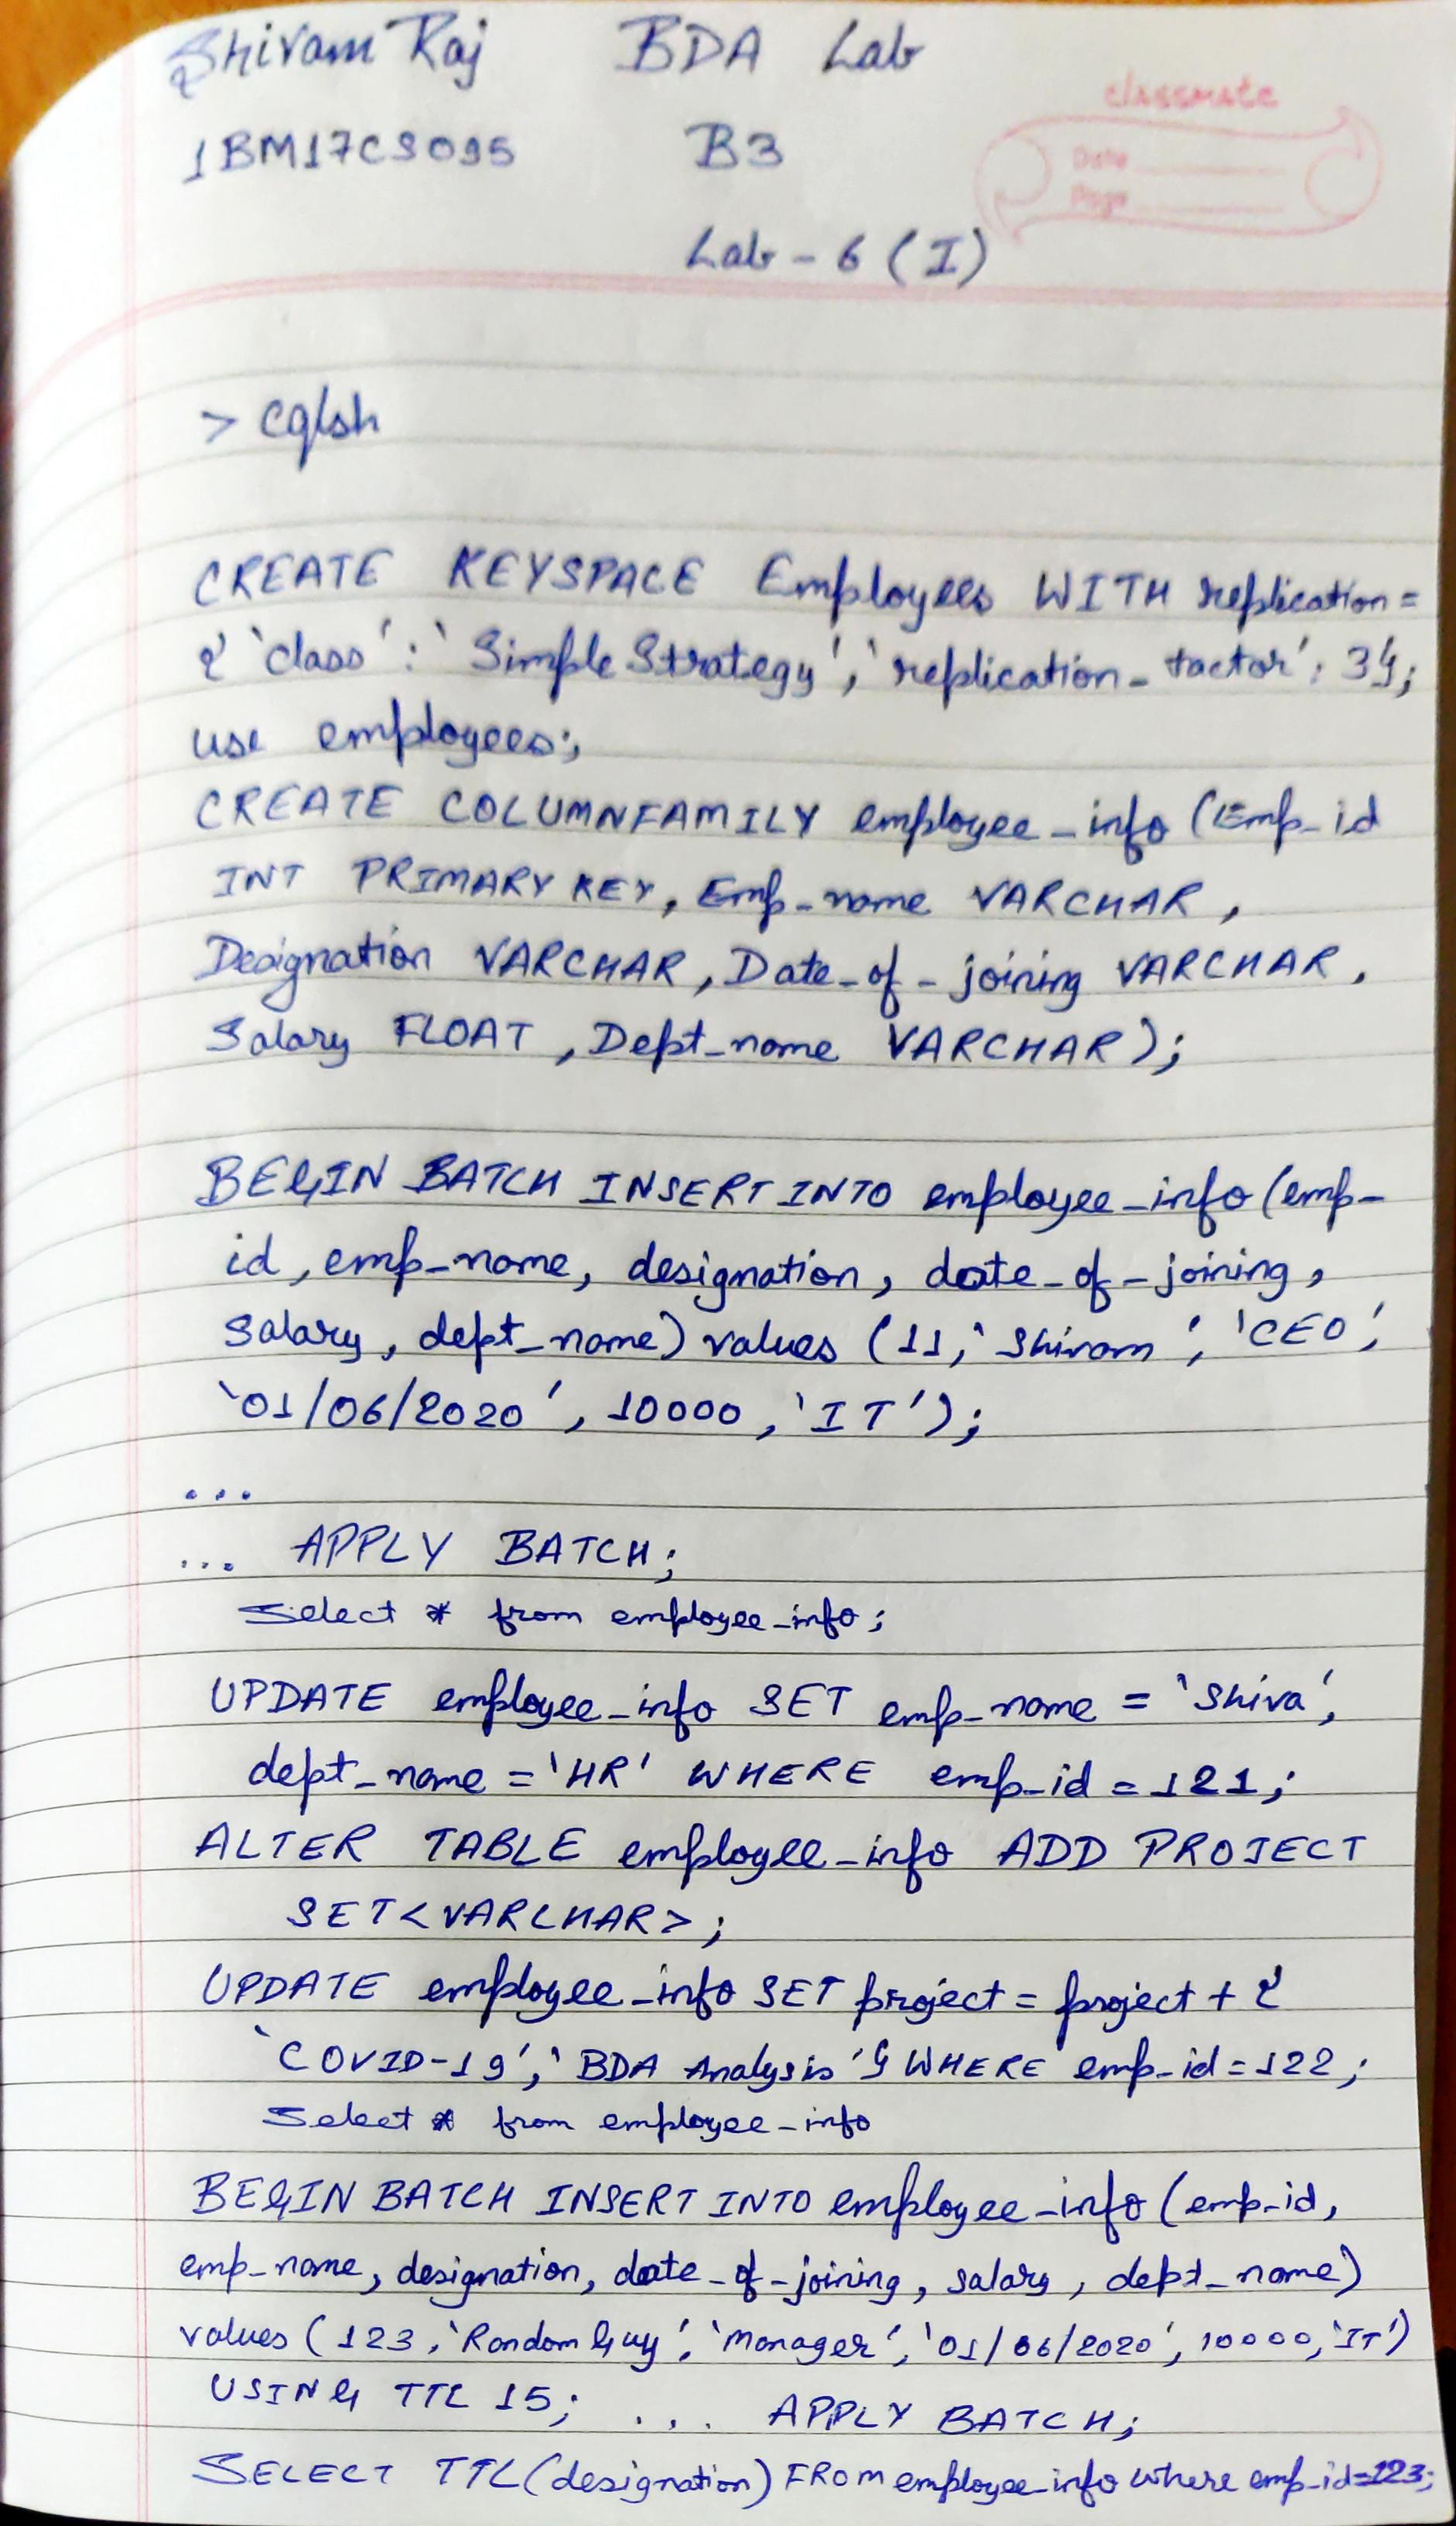 Shivam Raj BDA Lab
classmate
1BM17CS095 B3
Date
Page
Lab - 6 (I)
> cqlsh
CREATE KEYSPACE Employees WITH replication =
{ 'class' : 'SimpleStrategy', 'replication_factor' : 3};
use employees;
CREATE COLUMNFAMILY employee_info (Emp_id
INT PRIMARY KEY, Emp_name VARCHAR,
Designation VARCHAR, Date_of_joining VARCHAR,
Salary FLOAT, Dept_name VARCHAR);
BEGIN BATCH INSERT INTO employee_info (emp_
id, emp_name, designation, date_of_joining,
salary, dept_name) values (11, 'Shivam', 'CEO',
'01/06/2020', 10000, 'IT');
...
... APPLY BATCH;
Select * from employee_info;
UPDATE employee_info SET emp_name = 'Shiva',
dept_name = 'HR' WHERE emp_id = 121;
ALTER TABLE employee_info ADD PROJECT
SET<VARCHAR>;
UPDATE employee_info SET project = project + {
'COVID-19', 'BDA Analysis'} WHERE emp_id = 122;
Select * from employee_info
BEGIN BATCH INSERT INTO employee_info (emp_id,
emp_name, designation, date_of_joining, salary, dept_name)
values (123, 'Random Guy', 'Manager', '01/06/2020', 10000, 'IT')
USING TTL 15; ... APPLY BATCH;
SELECT TTL(designation) FROM employee_info where emp_id=123;